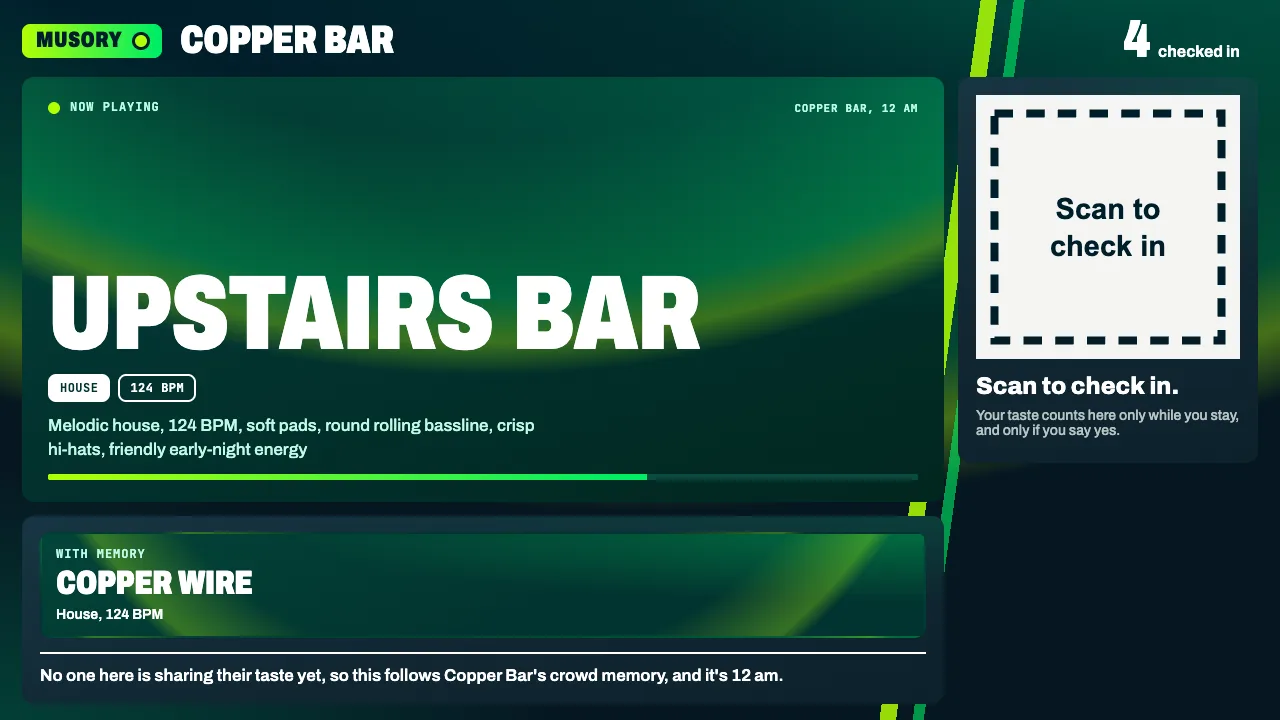 MUSORY
COPPER BAR
4 checked in
NOW PLAYING
COPPER BAR, 12 AM
UPSTAIRS BAR
HOUSE
124 BPM
Melodic house, 124 BPM, soft pads, round rolling bassline, crisp
hi-hats, friendly early-night energy
Scan to
check in
Scan to check in.
Your taste counts here only while you stay,
and only if you say yes.
WITH MEMORY
COPPER WIRE
House, 124 BPM
No one here is sharing their taste yet, so this follows Copper Bar's crowd memory, and it's 12 am.